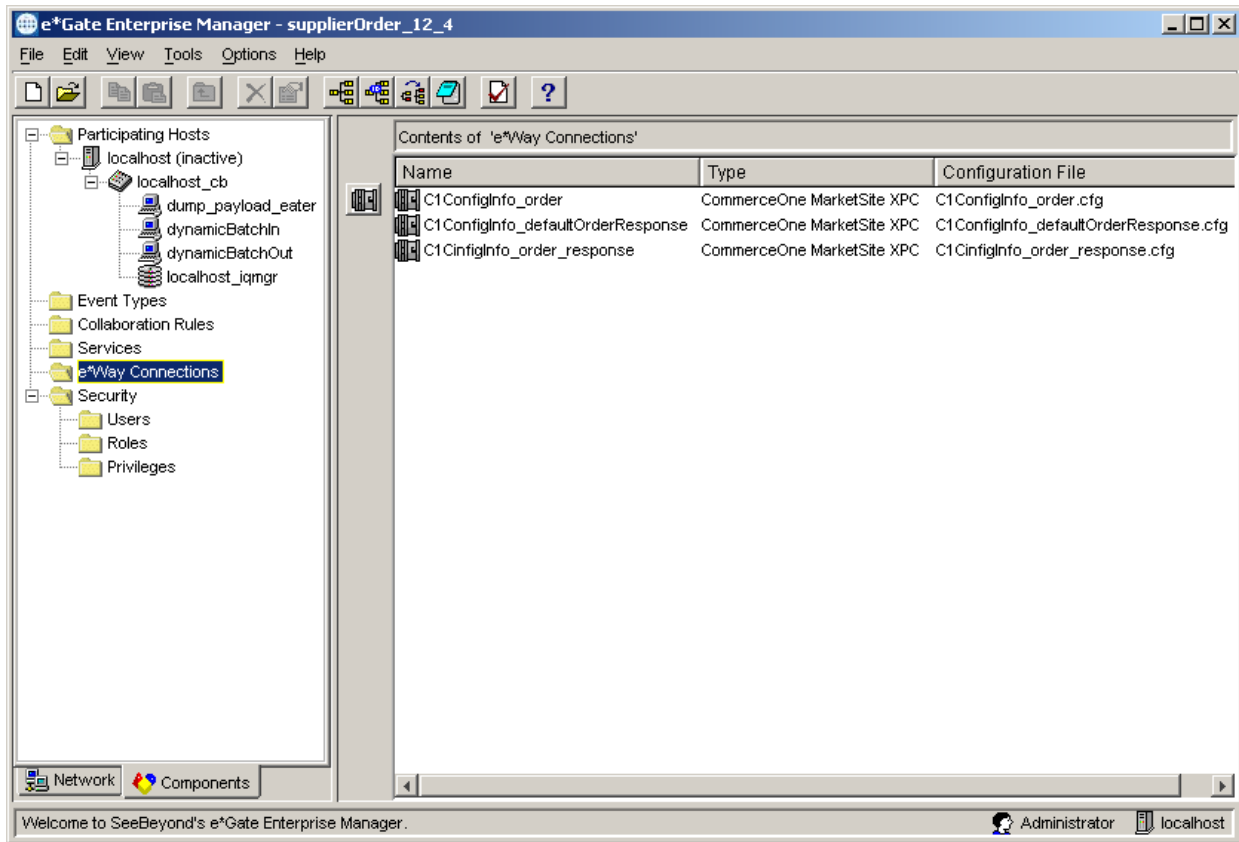 e*Gate Enterprise Manager - supplierOrder_12_4
File Edit View Tools Options Help
Participating Hosts
localhost (inactive)
localhost_cb
dump_payload_eater
dynamicBatchIn
dynamicBatchOut
localhost_iqmgr
Event Types
Collaboration Rules
Services
e*Way Connections
Security
Users
Roles
Privileges
Network Components
Contents of 'e*Way Connections'
Name Type Configuration File
C1ConfigInfo_order CommerceOne MarketSite XPC C1ConfigInfo_order.cfg
C1ConfigInfo_defaultOrderResponse CommerceOne MarketSite XPC C1ConfigInfo_defaultOrderResponse.cfg
C1CinfigInfo_order_response CommerceOne MarketSite XPC C1CinfigInfo_order_response.cfg
Welcome to SeeBeyond's e*Gate Enterprise Manager. Administrator localhost